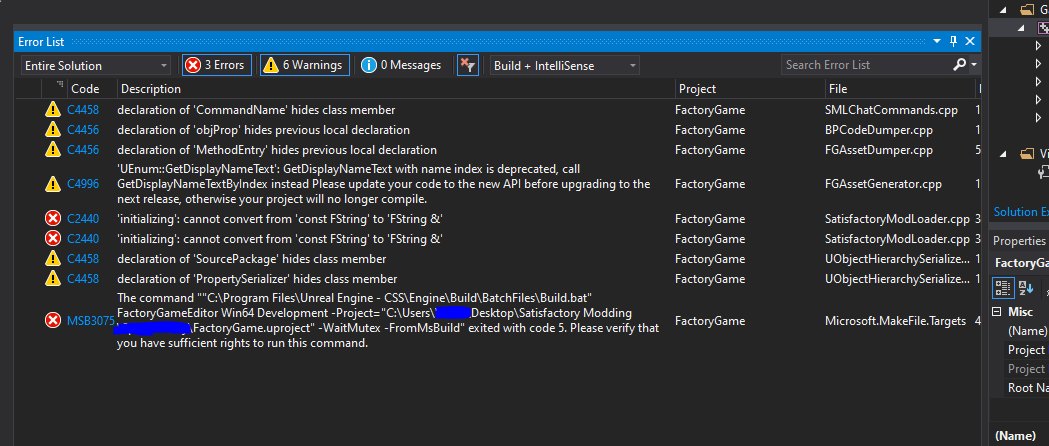 G
Error List
Entire Solution
3 Errors
6 Warnings
0 Messages
Build + IntelliSense
Search Error List
Code Description Project File
C4458 declaration of 'CommandName' hides class member FactoryGame SMLChatCommands.cpp 1
C4456 declaration of 'objProp' hides previous local declaration FactoryGame BPCodeDumper.cpp 1
C4456 declaration of 'MethodEntry' hides previous local declaration FactoryGame FGAssetDumper.cpp 5
'UEnum::GetDisplayNameText': GetDisplayNameText with name index is deprecated, call
C4996 GetDisplayNameTextByIndex instead Please update your code to the new API before upgrading to the FactoryGame FGAssetGenerator.cpp 1
next release, otherwise your project will no longer compile.
C2440 'initializing': cannot convert from 'const FString' to 'FString &' FactoryGame SatisfactoryModLoader.cpp 3
C2440 'initializing': cannot convert from 'const FString' to 'FString &' FactoryGame SatisfactoryModLoader.cpp 3
C4458 declaration of 'SourcePackage' hides class member FactoryGame UObjectHierarchySerialize... 1
C4458 declaration of 'PropertySerializer' hides class member FactoryGame UObjectHierarchySerialize... 1
The command ""C:\Program Files\Unreal Engine - CSS\Engine\Build\BatchFiles\Build.bat"
FactoryGameEditor Win64 Development -Project="C:\Users\ \Desktop\Satisfactory Modding
MSB3075 \FactoryGame.uproject" -WaitMutex -FromMsBuild" exited with code 5. Please verify that FactoryGame Microsoft.MakeFile.Targets 4
you have sufficient rights to run this command.
Vi
Solution Ex
Properties
FactoryGa
Misc
(Name)
Project
Project
Root Na
(Name)